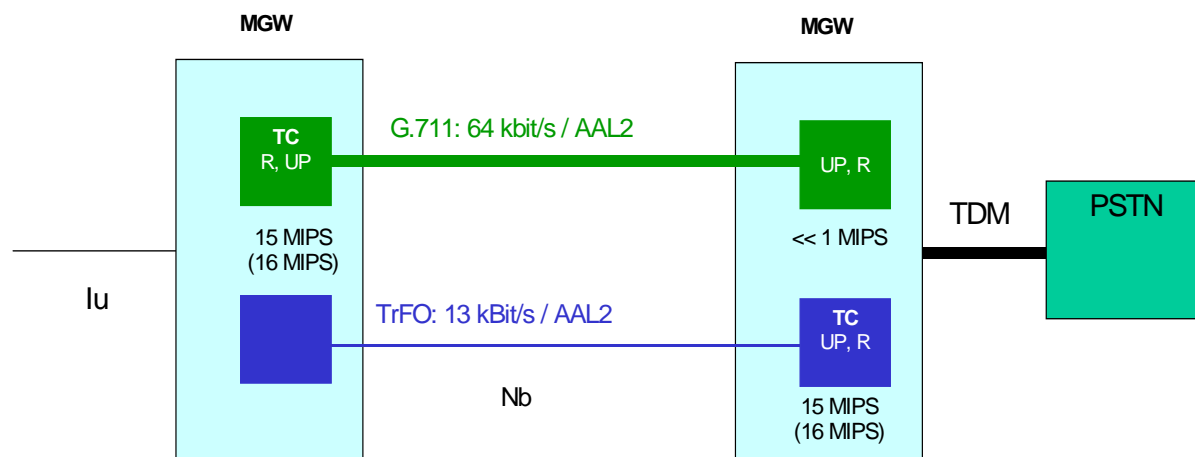 MGW
MGW
TC
R, UP
G.711: 64 kbit/s / AAL2
UP, R
TDM
PSTN
15 MIPS
(16 MIPS)
<< 1 MIPS
Iu
TrFO: 13 kBit/s / AAL2
TC
UP, R
Nb
15 MIPS
(16 MIPS)